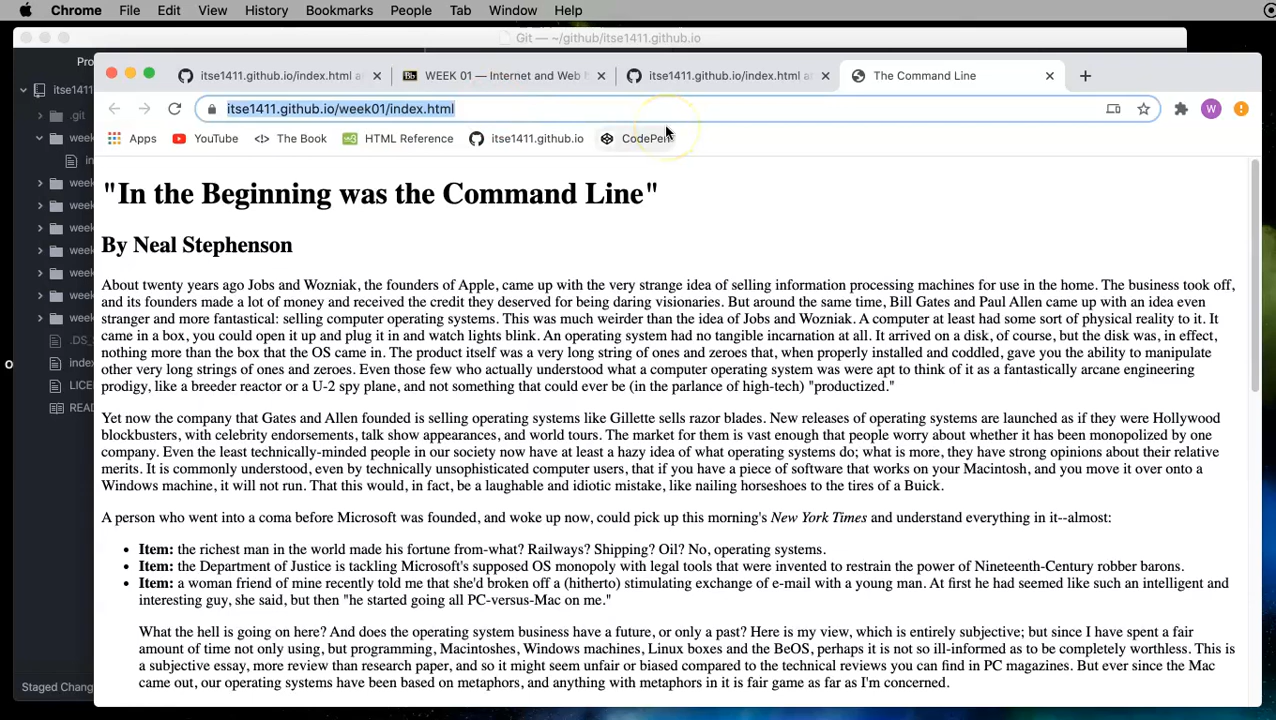 Chrome File Edit View History Bookmarks People Tab Window Help
Git — ~/github/itse1411.github.io
Pro
itse1411.github.io/index.html a
Bb WEEK 01 — Internet and Web
itse1411.github.io/index.html a
The Command Line
itse1411.github.io/week01/index.html
W
Apps YouTube The Book HTML Reference itse1411.github.io CodePen
itse1411
.git
week
in
week
week
week
week
week
week
week
.DS_
index
LICE
READ
o
Staged Chang
"In the Beginning was the Command Line"
By Neal Stephenson
About twenty years ago Jobs and Wozniak, the founders of Apple, came up with the very strange idea of selling information processing machines for use in the home. The business took off,
and its founders made a lot of money and received the credit they deserved for being daring visionaries. But around the same time, Bill Gates and Paul Allen came up with an idea even
stranger and more fantastical: selling computer operating systems. This was much weirder than the idea of Jobs and Wozniak. A computer at least had some sort of physical reality to it. It
came in a box, you could open it up and plug it in and watch lights blink. An operating system had no tangible incarnation at all. It arrived on a disk, of course, but the disk was, in effect,
nothing more than the box that the OS came in. The product itself was a very long string of ones and zeroes that, when properly installed and coddled, gave you the ability to manipulate
other very long strings of ones and zeroes. Even those few who actually understood what a computer operating system was were apt to think of it as a fantastically arcane engineering
prodigy, like a breeder reactor or a U-2 spy plane, and not something that could ever be (in the parlance of high-tech) "productized."
Yet now the company that Gates and Allen founded is selling operating systems like Gillette sells razor blades. New releases of operating systems are launched as if they were Hollywood
blockbusters, with celebrity endorsements, talk show appearances, and world tours. The market for them is vast enough that people worry about whether it has been monopolized by one
company. Even the least technically-minded people in our society now have at least a hazy idea of what operating systems do; what is more, they have strong opinions about their relative
merits. It is commonly understood, even by technically unsophisticated computer users, that if you have a piece of software that works on your Macintosh, and you move it over onto a
Windows machine, it will not run. That this would, in fact, be a laughable and idiotic mistake, like nailing horseshoes to the tires of a Buick.
A person who went into a coma before Microsoft was founded, and woke up now, could pick up this morning's New York Times and understand everything in it--almost:
• Item: the richest man in the world made his fortune from-what? Railways? Shipping? Oil? No, operating systems.
• Item: the Department of Justice is tackling Microsoft's supposed OS monopoly with legal tools that were invented to restrain the power of Nineteenth-Century robber barons.
• Item: a woman friend of mine recently told me that she'd broken off a (hitherto) stimulating exchange of e-mail with a young man. At first he had seemed like such an intelligent and
interesting guy, she said, but then "he started going all PC-versus-Mac on me."
What the hell is going on here? And does the operating system business have a future, or only a past? Here is my view, which is entirely subjective; but since I have spent a fair
amount of time not only using, but programming, Macintoshes, Windows machines, Linux boxes and the BeOS, perhaps it is not so ill-informed as to be completely worthless. This is
a subjective essay, more review than research paper, and so it might seem unfair or biased compared to the technical reviews you can find in PC magazines. But ever since the Mac
came out, our operating systems have been based on metaphors, and anything with metaphors in it is fair game as far as I'm concerned.